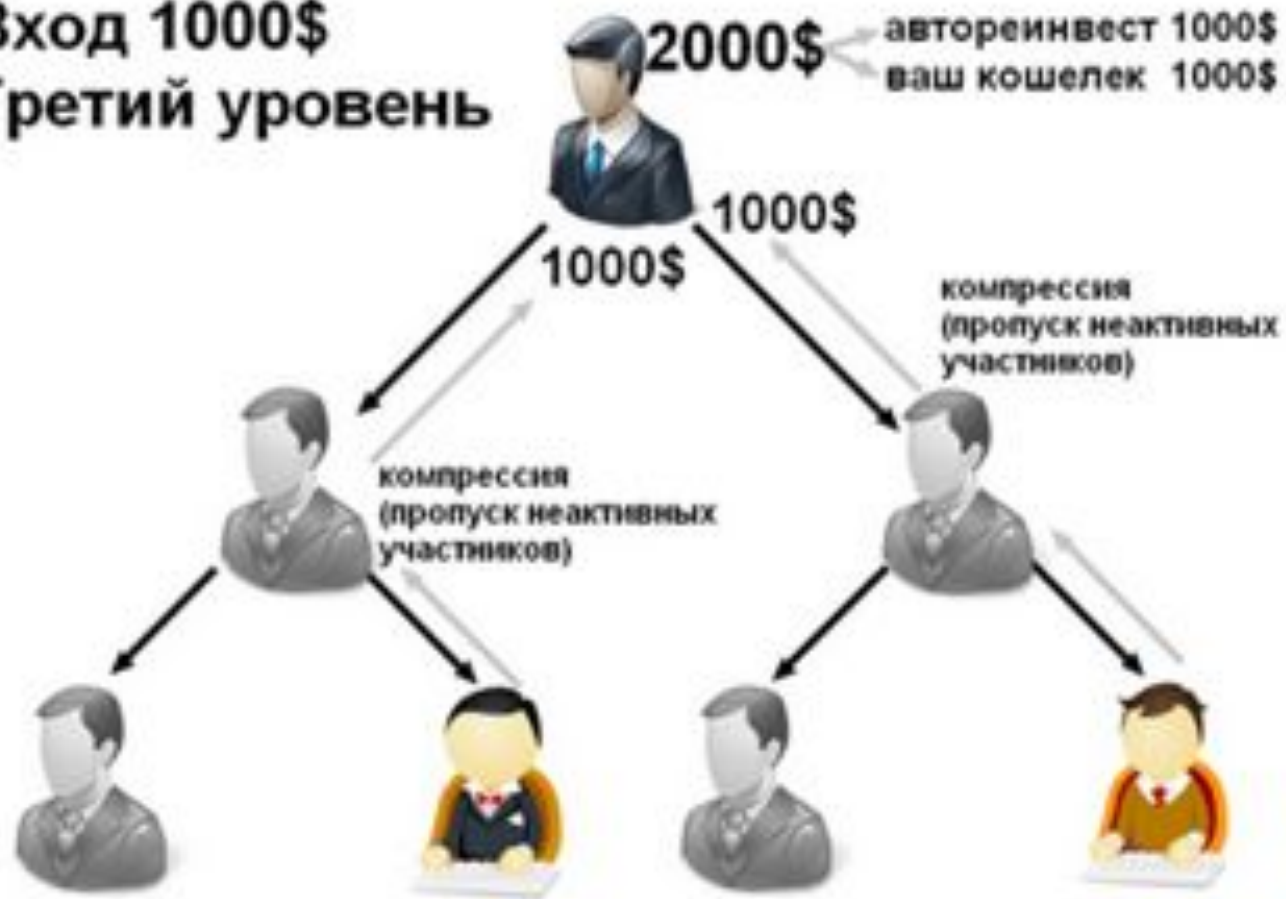 Вход 1000$
Третий уровень
2000$
автореинвест 1000$
ваш кошелек 1000$
1000$
1000$
компрессия
(пропуск неактивных
участников)
компрессия
(пропуск неактивных
участников)